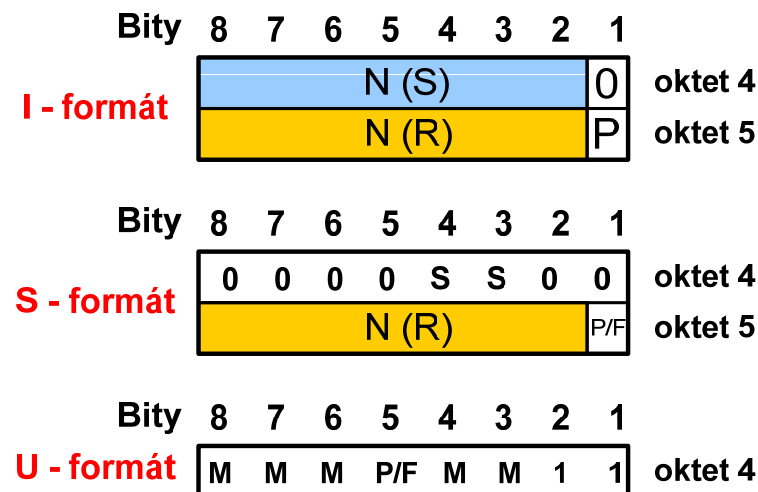 Bity 8 7 6 5 4 3 2 1
N (S) 0 oktet 4
I - formát
N (R) P oktet 5
Bity 8 7 6 5 4 3 2 1
0 0 0 0 S S 0 0 oktet 4
S - formát
N (R) P/F oktet 5
Bity 8 7 6 5 4 3 2 1
U - formát M M M P/F M M 1 1 oktet 4